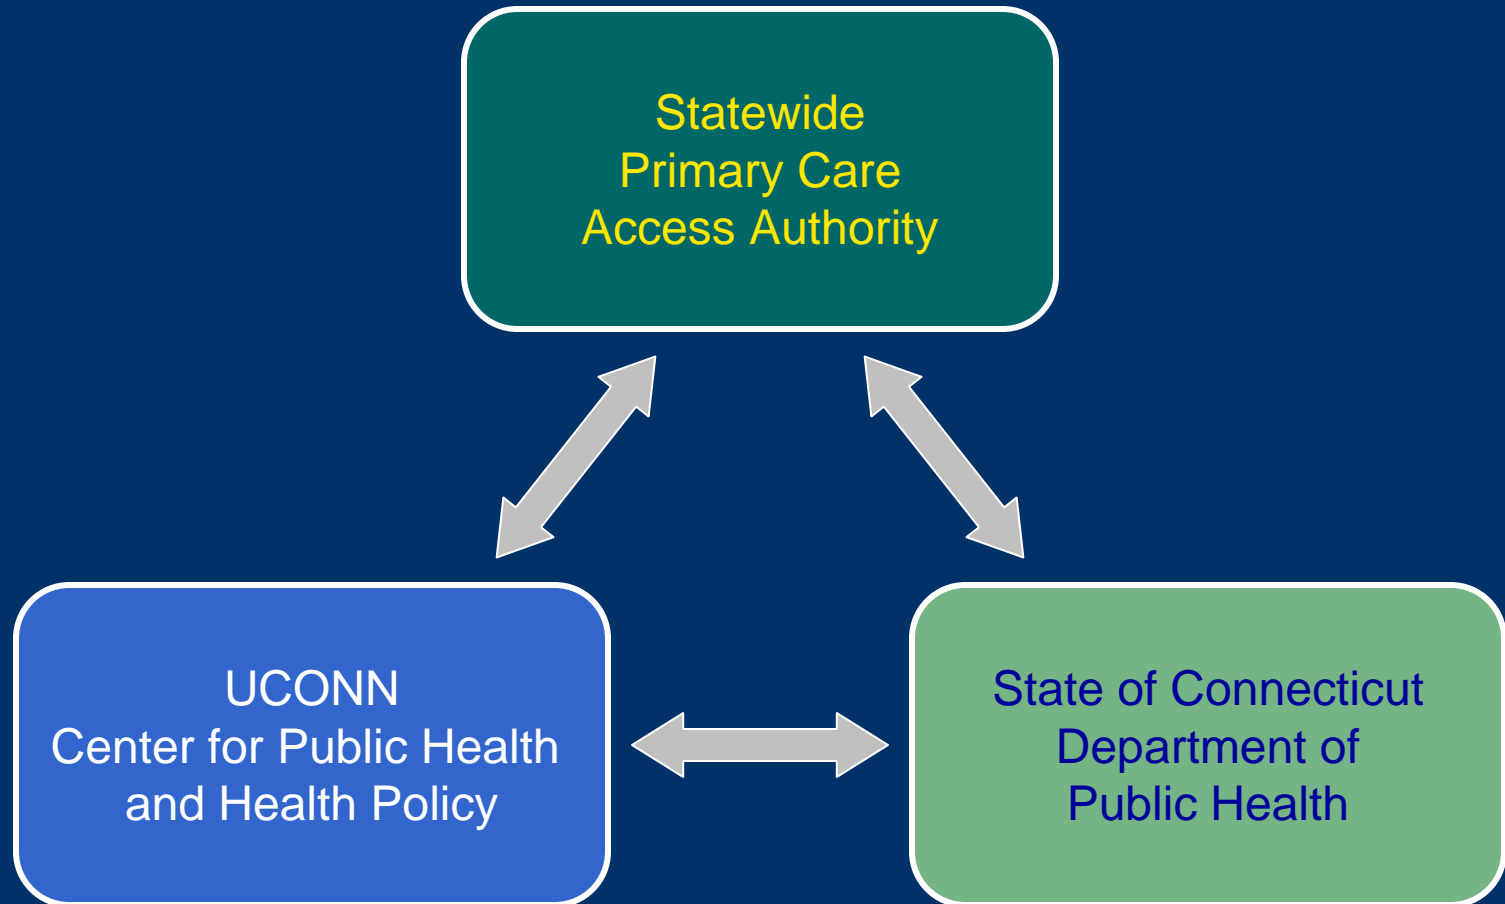 Statewide
Primary Care
Access Authority
UCONN
Center for Public Health
and Health Policy
State of Connecticut
Department of
Public Health